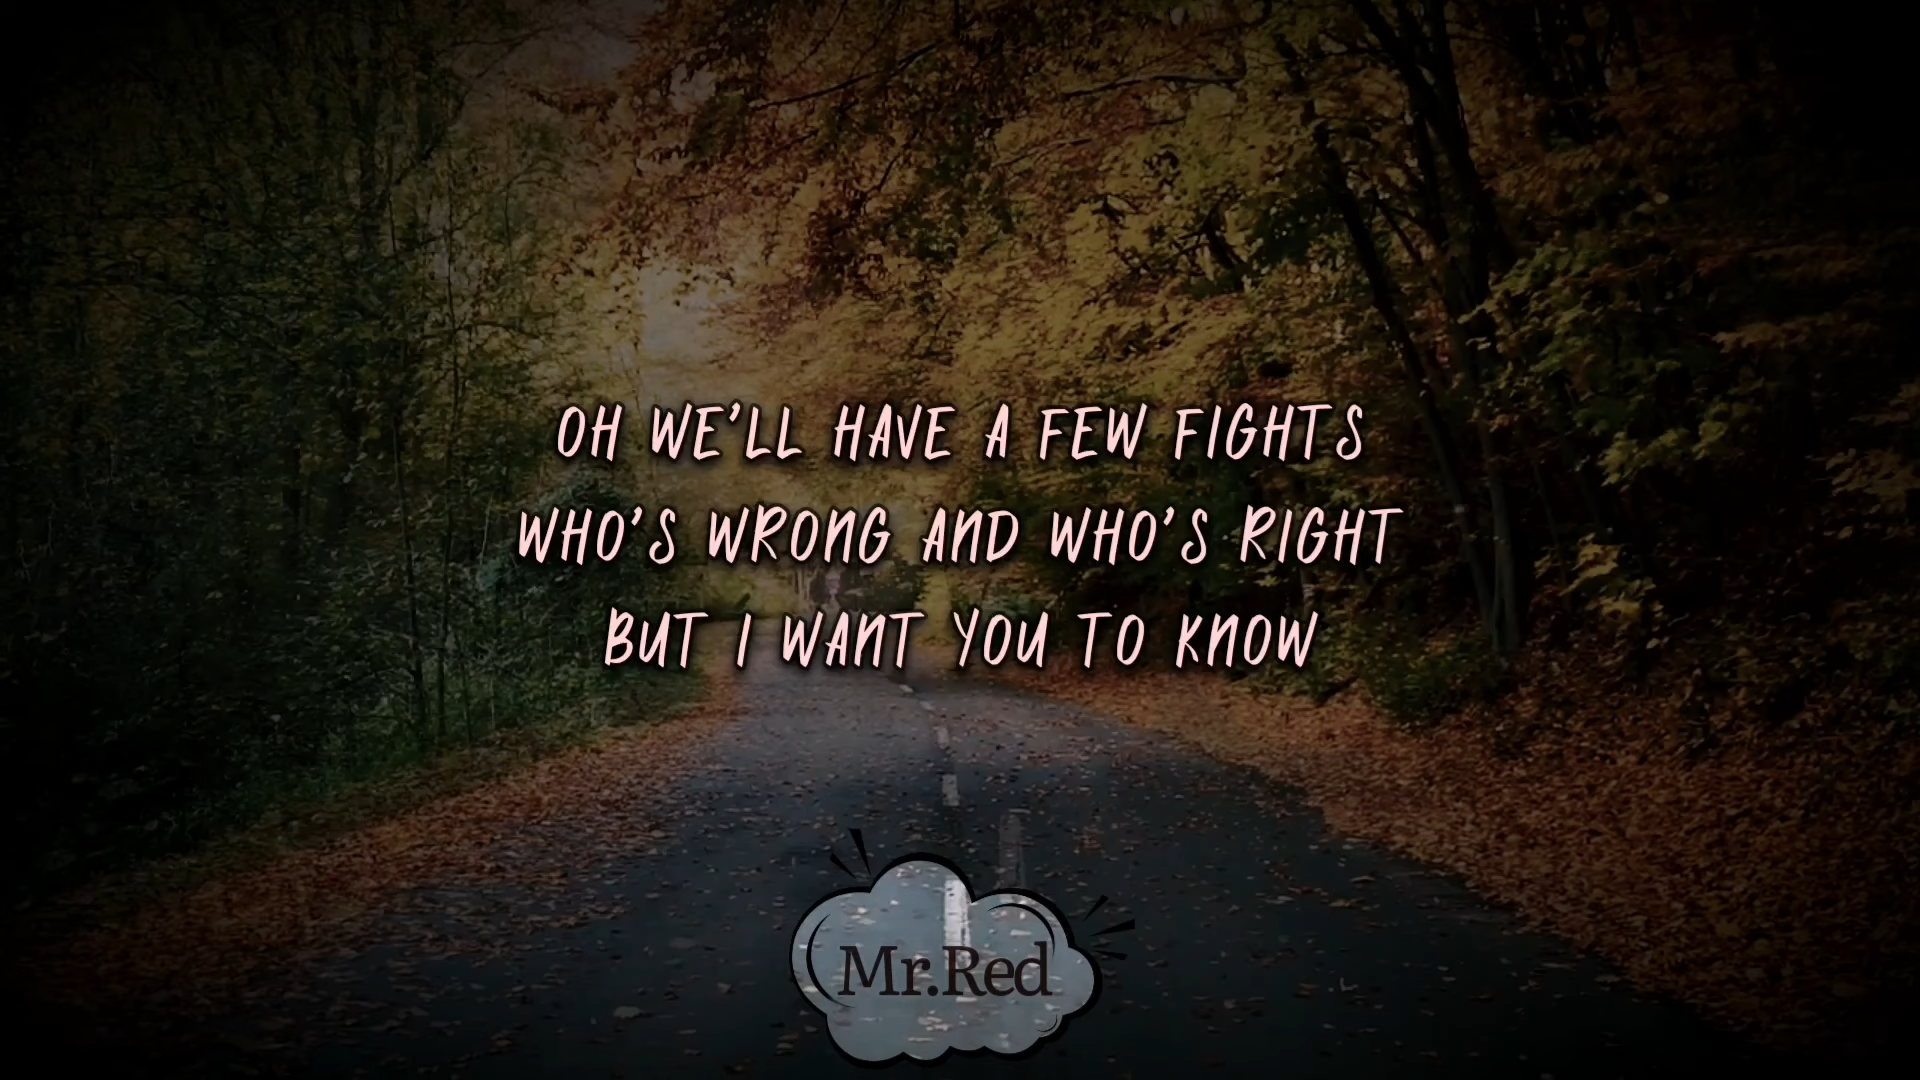 OH WE'LL HAVE A FEW FIGHTS
WHO'S WRONG AND WHO'S RIGHT
BUT I WANT YOU TO KNOW
Mr.Red